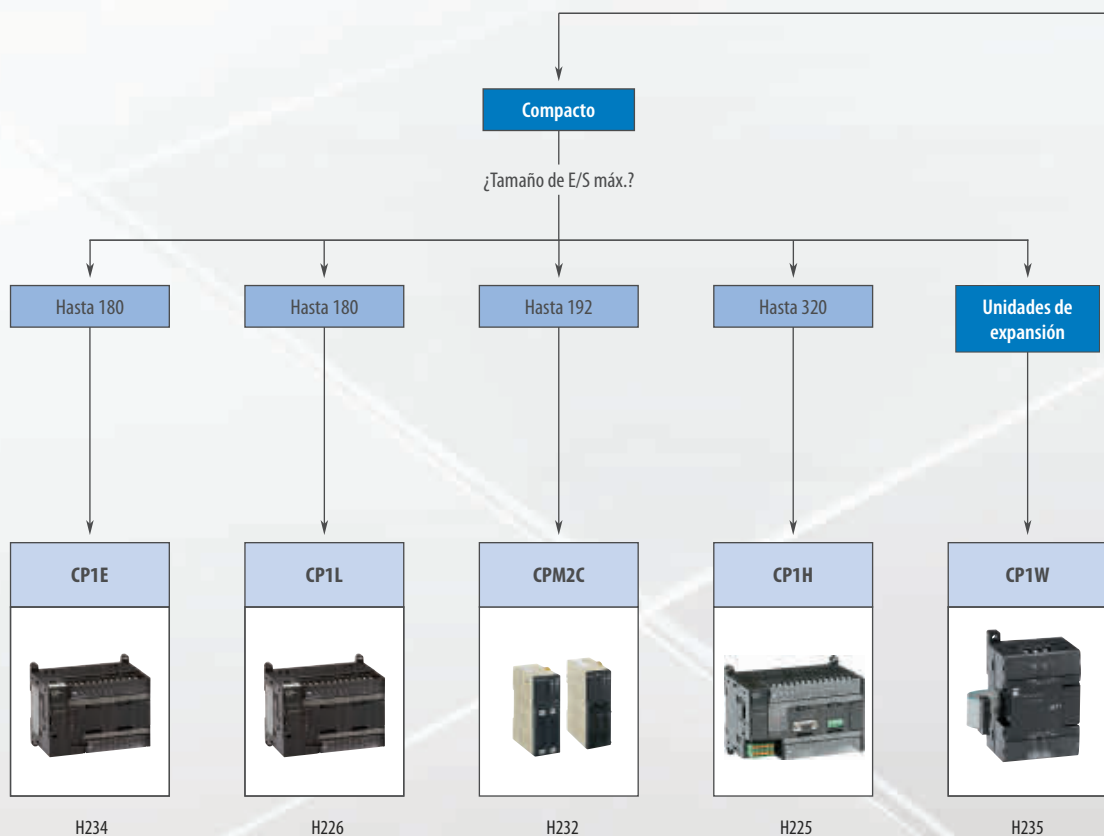 Compacto
¿Tamaño de E/S máx.?
Hasta 180
Hasta 180
Hasta 192
Hasta 320
Unidades de
expansión
CP1E
CP1L
CPM2C
CP1H
CP1W
H234
H226
H232
H225
H235